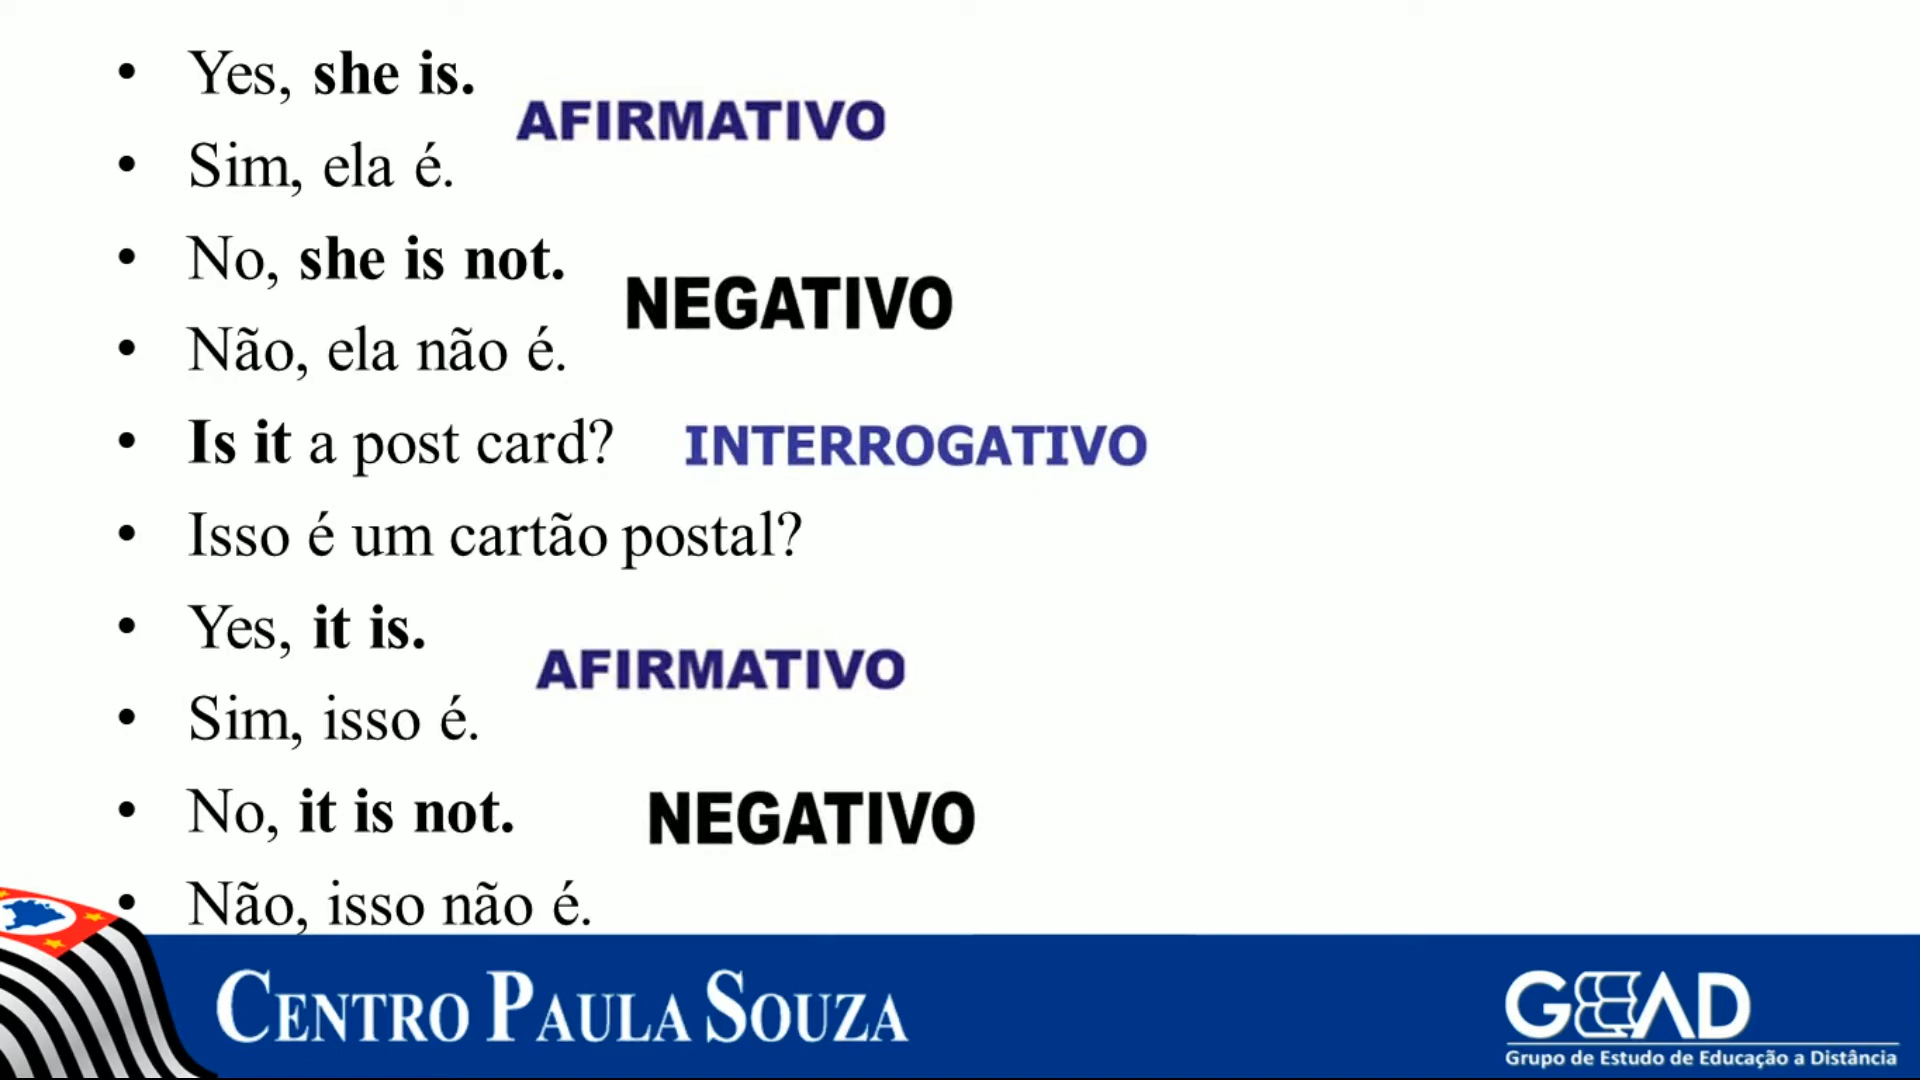 • Yes, she is.
AFIRMATIVO
• Sim, ela é.
• No, she is not.
NEGATIVO
• Não, ela não é.
• Is it a post card? INTERROGATIVO
• Isso é um cartão postal?
• Yes, it is.
AFIRMATIVO
• Sim, isso é.
• No, it is not. NEGATIVO
• Não, isso não é.
CENTRO PAULA SOUZA
GEEAD
Grupo de Estudo de Educação a Distância